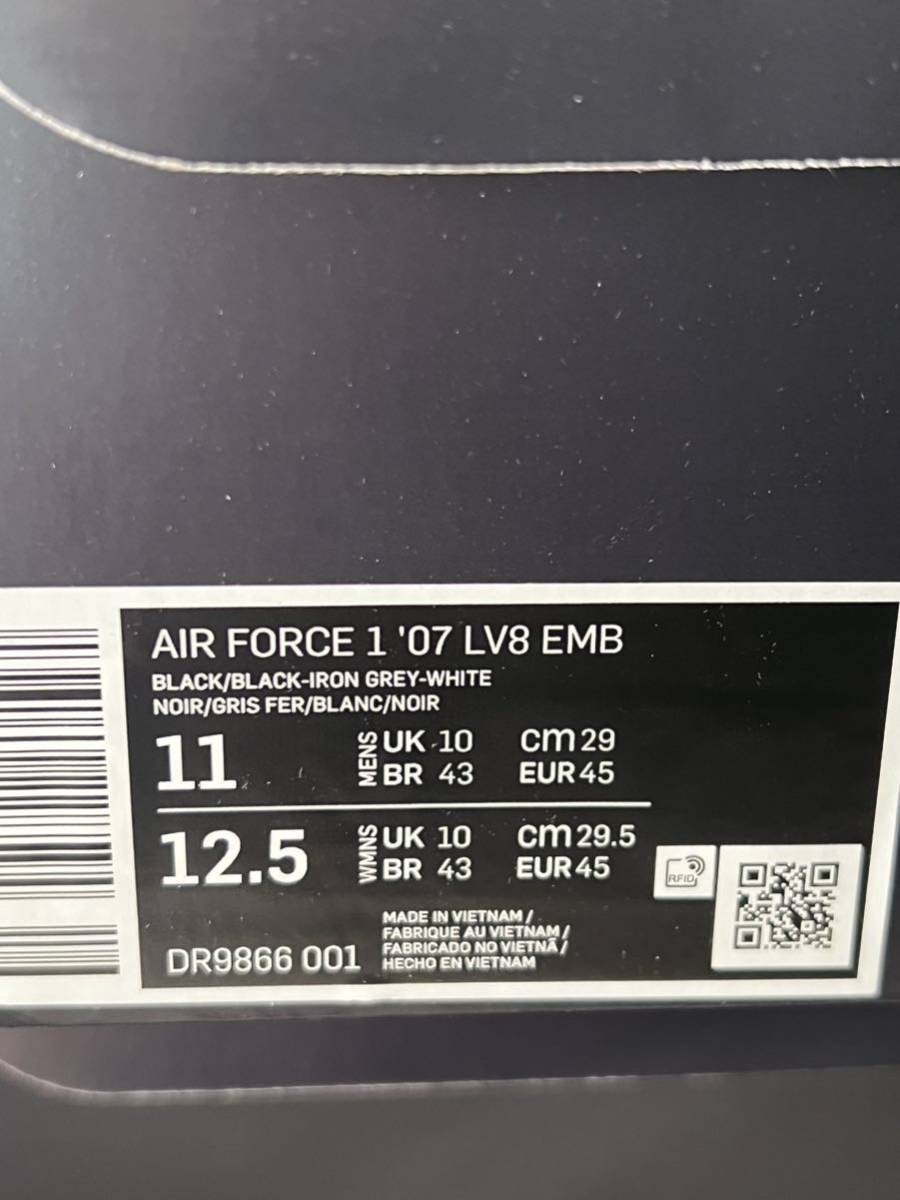 AIR FORCE 1 '07 LV8 EMB
BLACK/BLACK-IRON GREY-WHITE
NOIR/GRIS FER/BLANC/NOIR
11 MENS UK 10 cm 29
BR 43 EUR 45
12.5 WMNS UK 10 cm 29.5
BR 43 EUR 45
RFID
MADE IN VIETNAM /
FABRIQUE AU VIETNAM /
FABRICADO NO VIETNÃ /
HECHO EN VIETNAM
DR9866 001